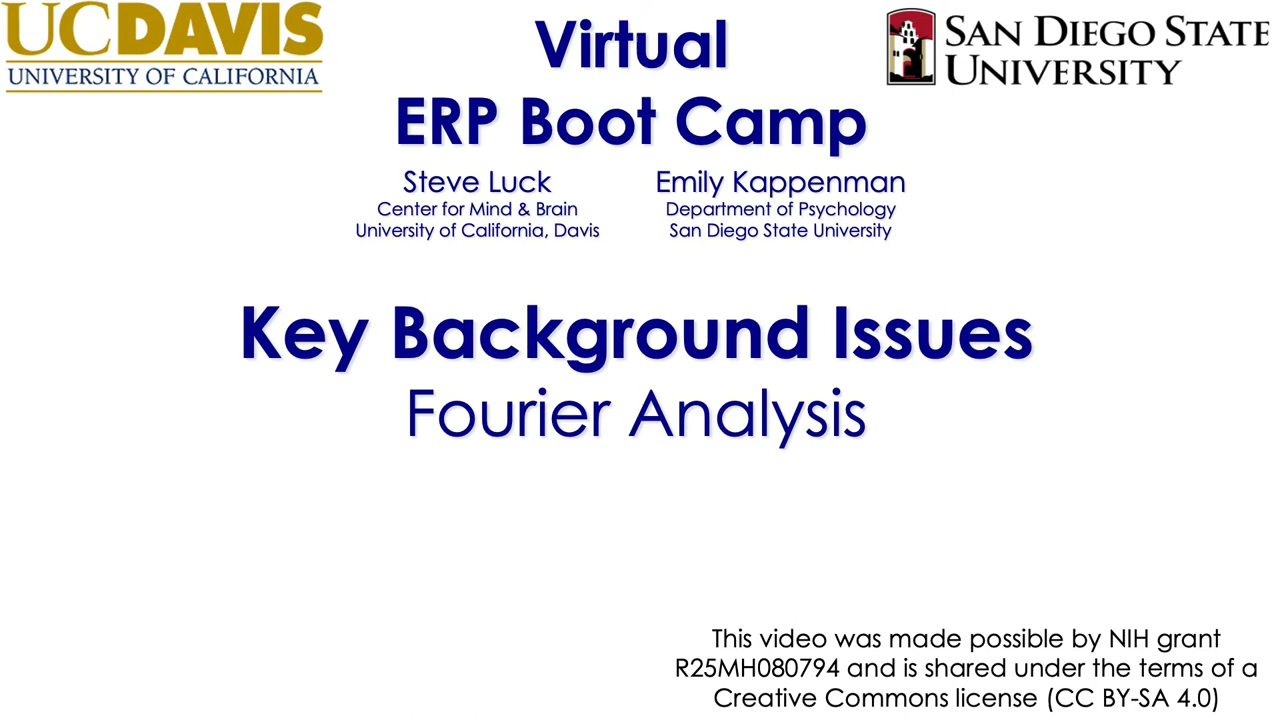 UCDAVIS
UNIVERSITY OF CALIFORNIA
SAN DIEGO STATE
UNIVERSITY
Virtual
ERP Boot Camp
Steve Luck
Center for Mind & Brain
University of California, Davis
Emily Kappenman
Department of Psychology
San Diego State University
Key Background Issues
Fourier Analysis
This video was made possible by NIH grant
R25MH080794 and is shared under the terms of a
Creative Commons license (CC BY-SA 4.0)